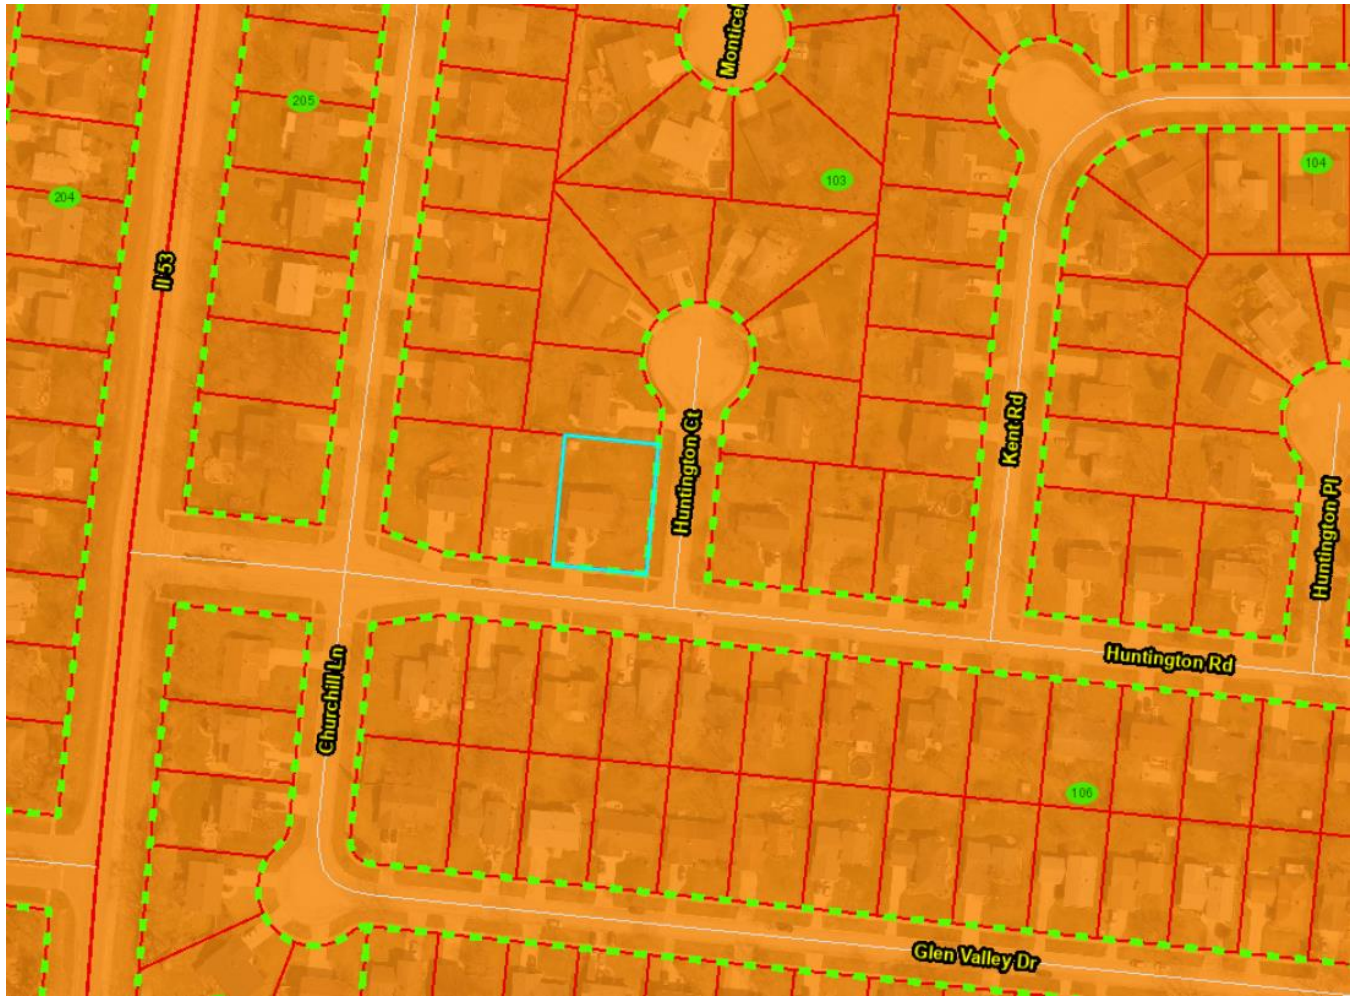 Monticel
205
103
104
204
Il 53
Kent Rd
Huntington Ct
Huntington Pl
Huntington Rd
Churchill Ln
106
Glen Valley Dr